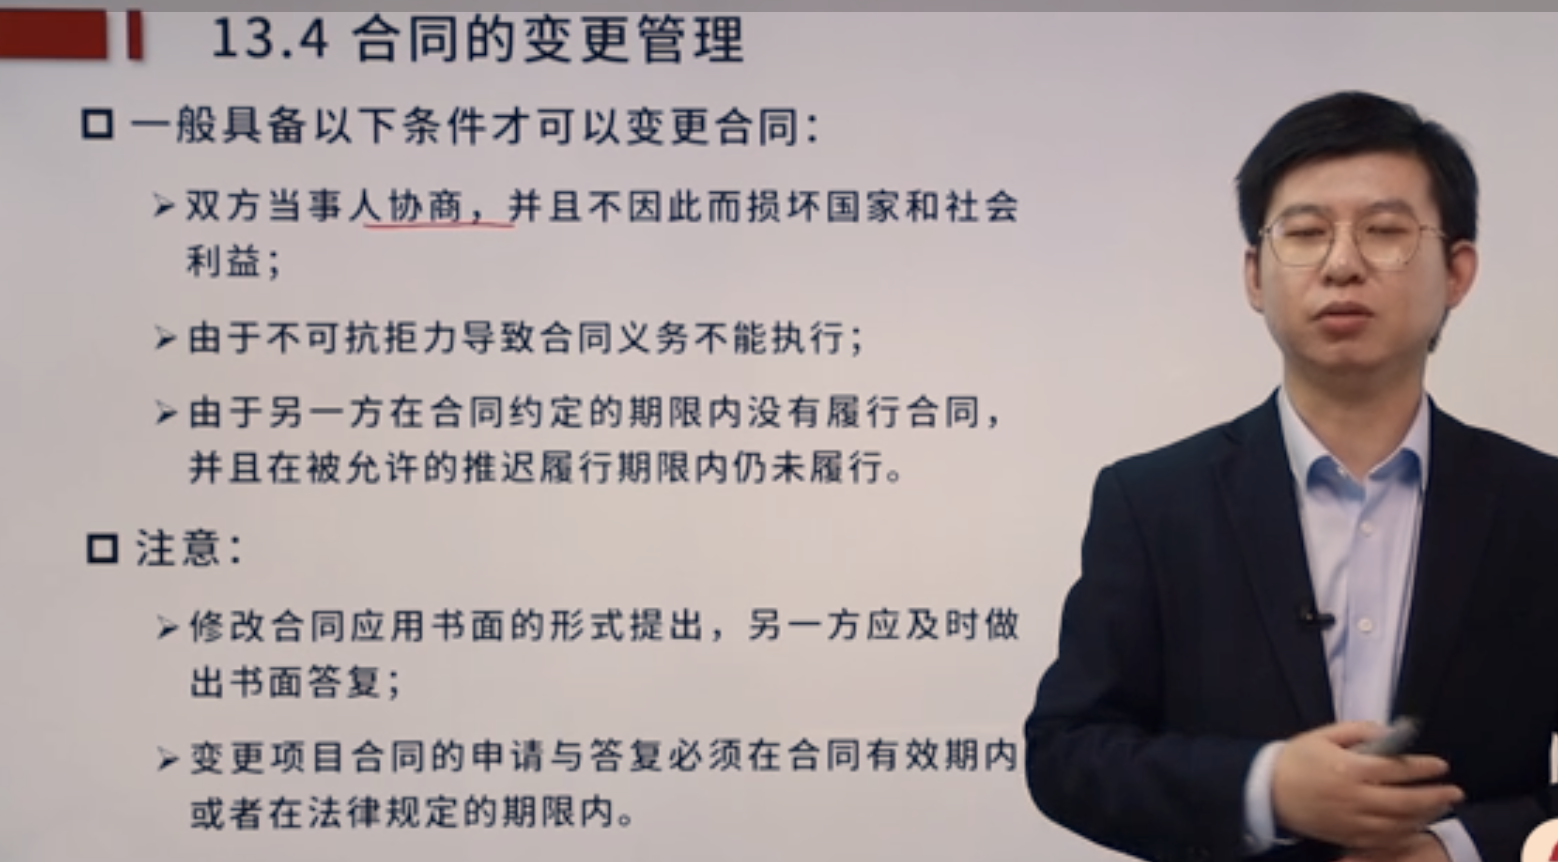 13.4 合同的变更管理
一般具备以下条件才可以变更合同：
双方当事人协商，并且不因此而损坏国家和社会
利益；
由于不可抗拒力导致合同义务不能执行；
由于另一方在合同约定的期限内没有履行合同，
并且在被允许的推迟履行期限内仍未履行。
注意：
修改合同应用书面的形式提出，另一方应及时做
出书面答复；
变更项目合同的申请与答复必须在合同有效期内
或者在法律规定的期限内。